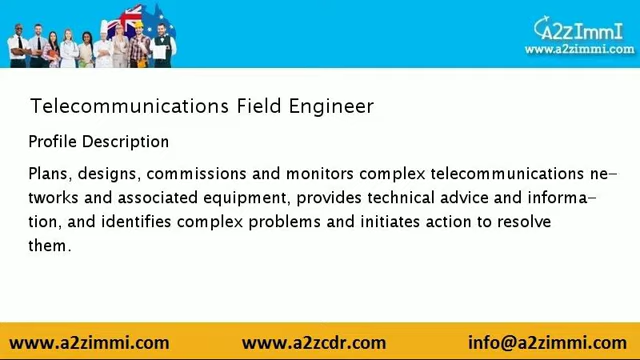 A2zImmI
www.a2zimmi.com
Telecommunications Field Engineer
Profile Description
Plans, designs, commissions and monitors complex telecommunications ne-
tworks and associated equipment, provides technical advice and informa-
tion, and identifies complex problems and initiates action to resolve
them.
www.a2zimmi.com www.a2zcdr.com info@a2zimmi.com